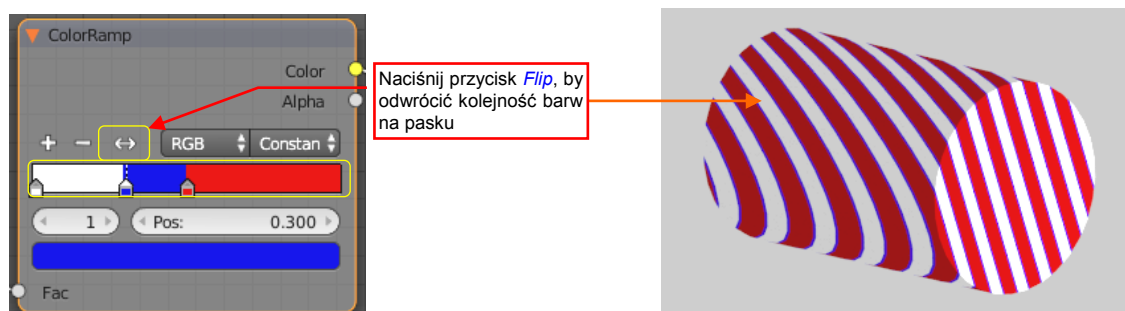 ColorRamp
Color
Alpha
RGB
Constan
1
Pos: 0.300
Fac
Naciśnij przycisk Flip, by
odwrócić kolejność barw
na pasku